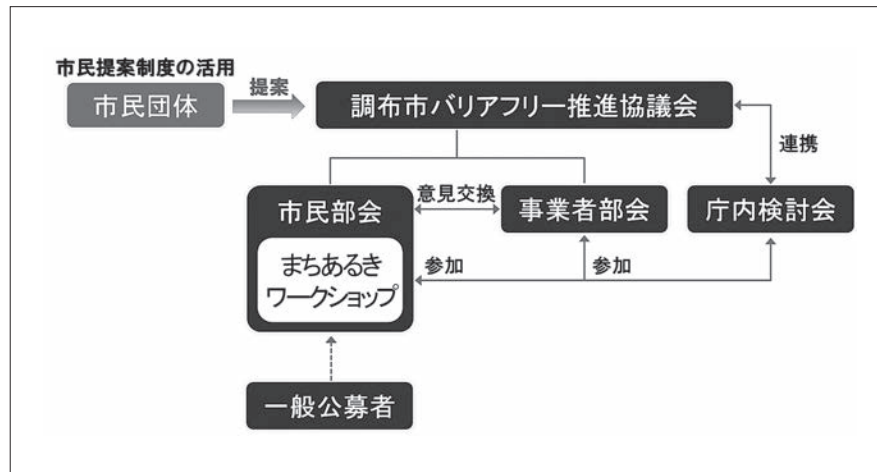 市民提案制度の活用
市民団体
提案
調布市バリアフリー推進協議会
連携
市民部会
意見交換
事業者部会
庁内検討会
まちあるき
ワークショップ
参加
参加
一般公募者